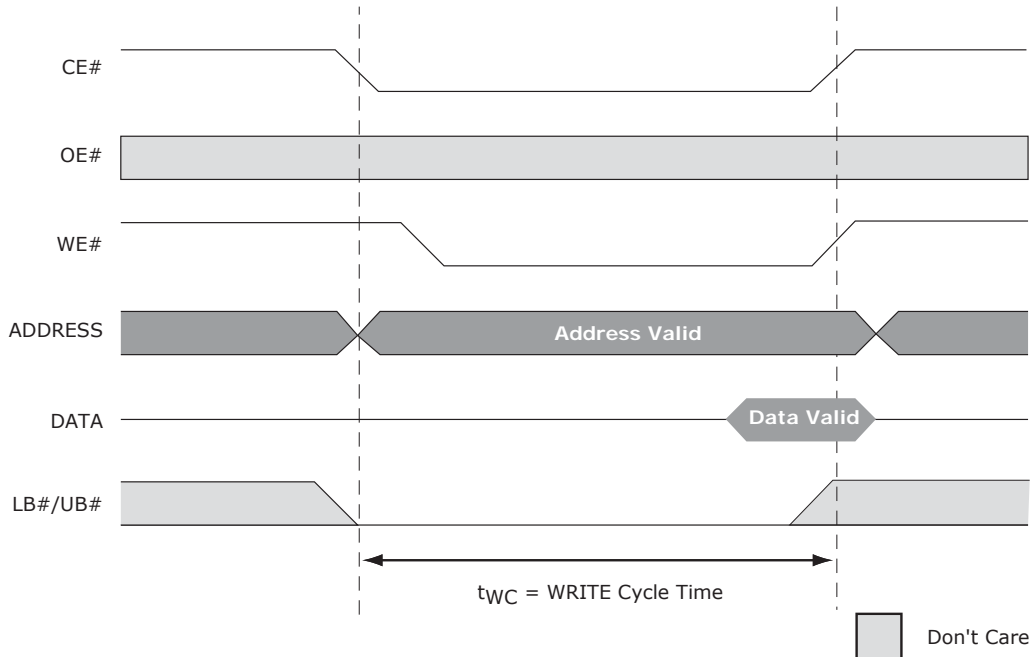 CE#
OE#
WE#
ADDRESS
Address Valid
DATA
Data Valid
LB#/UB#
tWC = WRITE Cycle Time
Don't Care